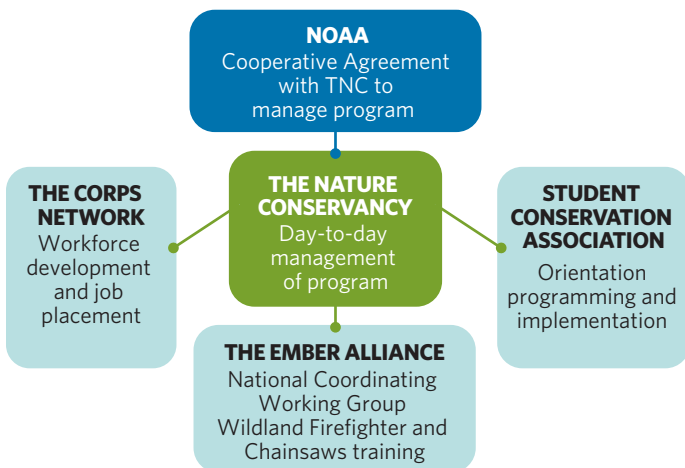 NOAA
Cooperative Agreement
with TNC to
manage program
THE CORPS
NETWORK
Workforce
development
and job
placement
THE NATURE
CONSERVANCY
Day-to-day
management
of program
STUDENT
CONSERVATION
ASSOCIATION
Orientation
programming and
implementation
THE EMBER ALLIANCE
National Coordinating
Working Group
Wildland Firefighter and
Chainsaws training